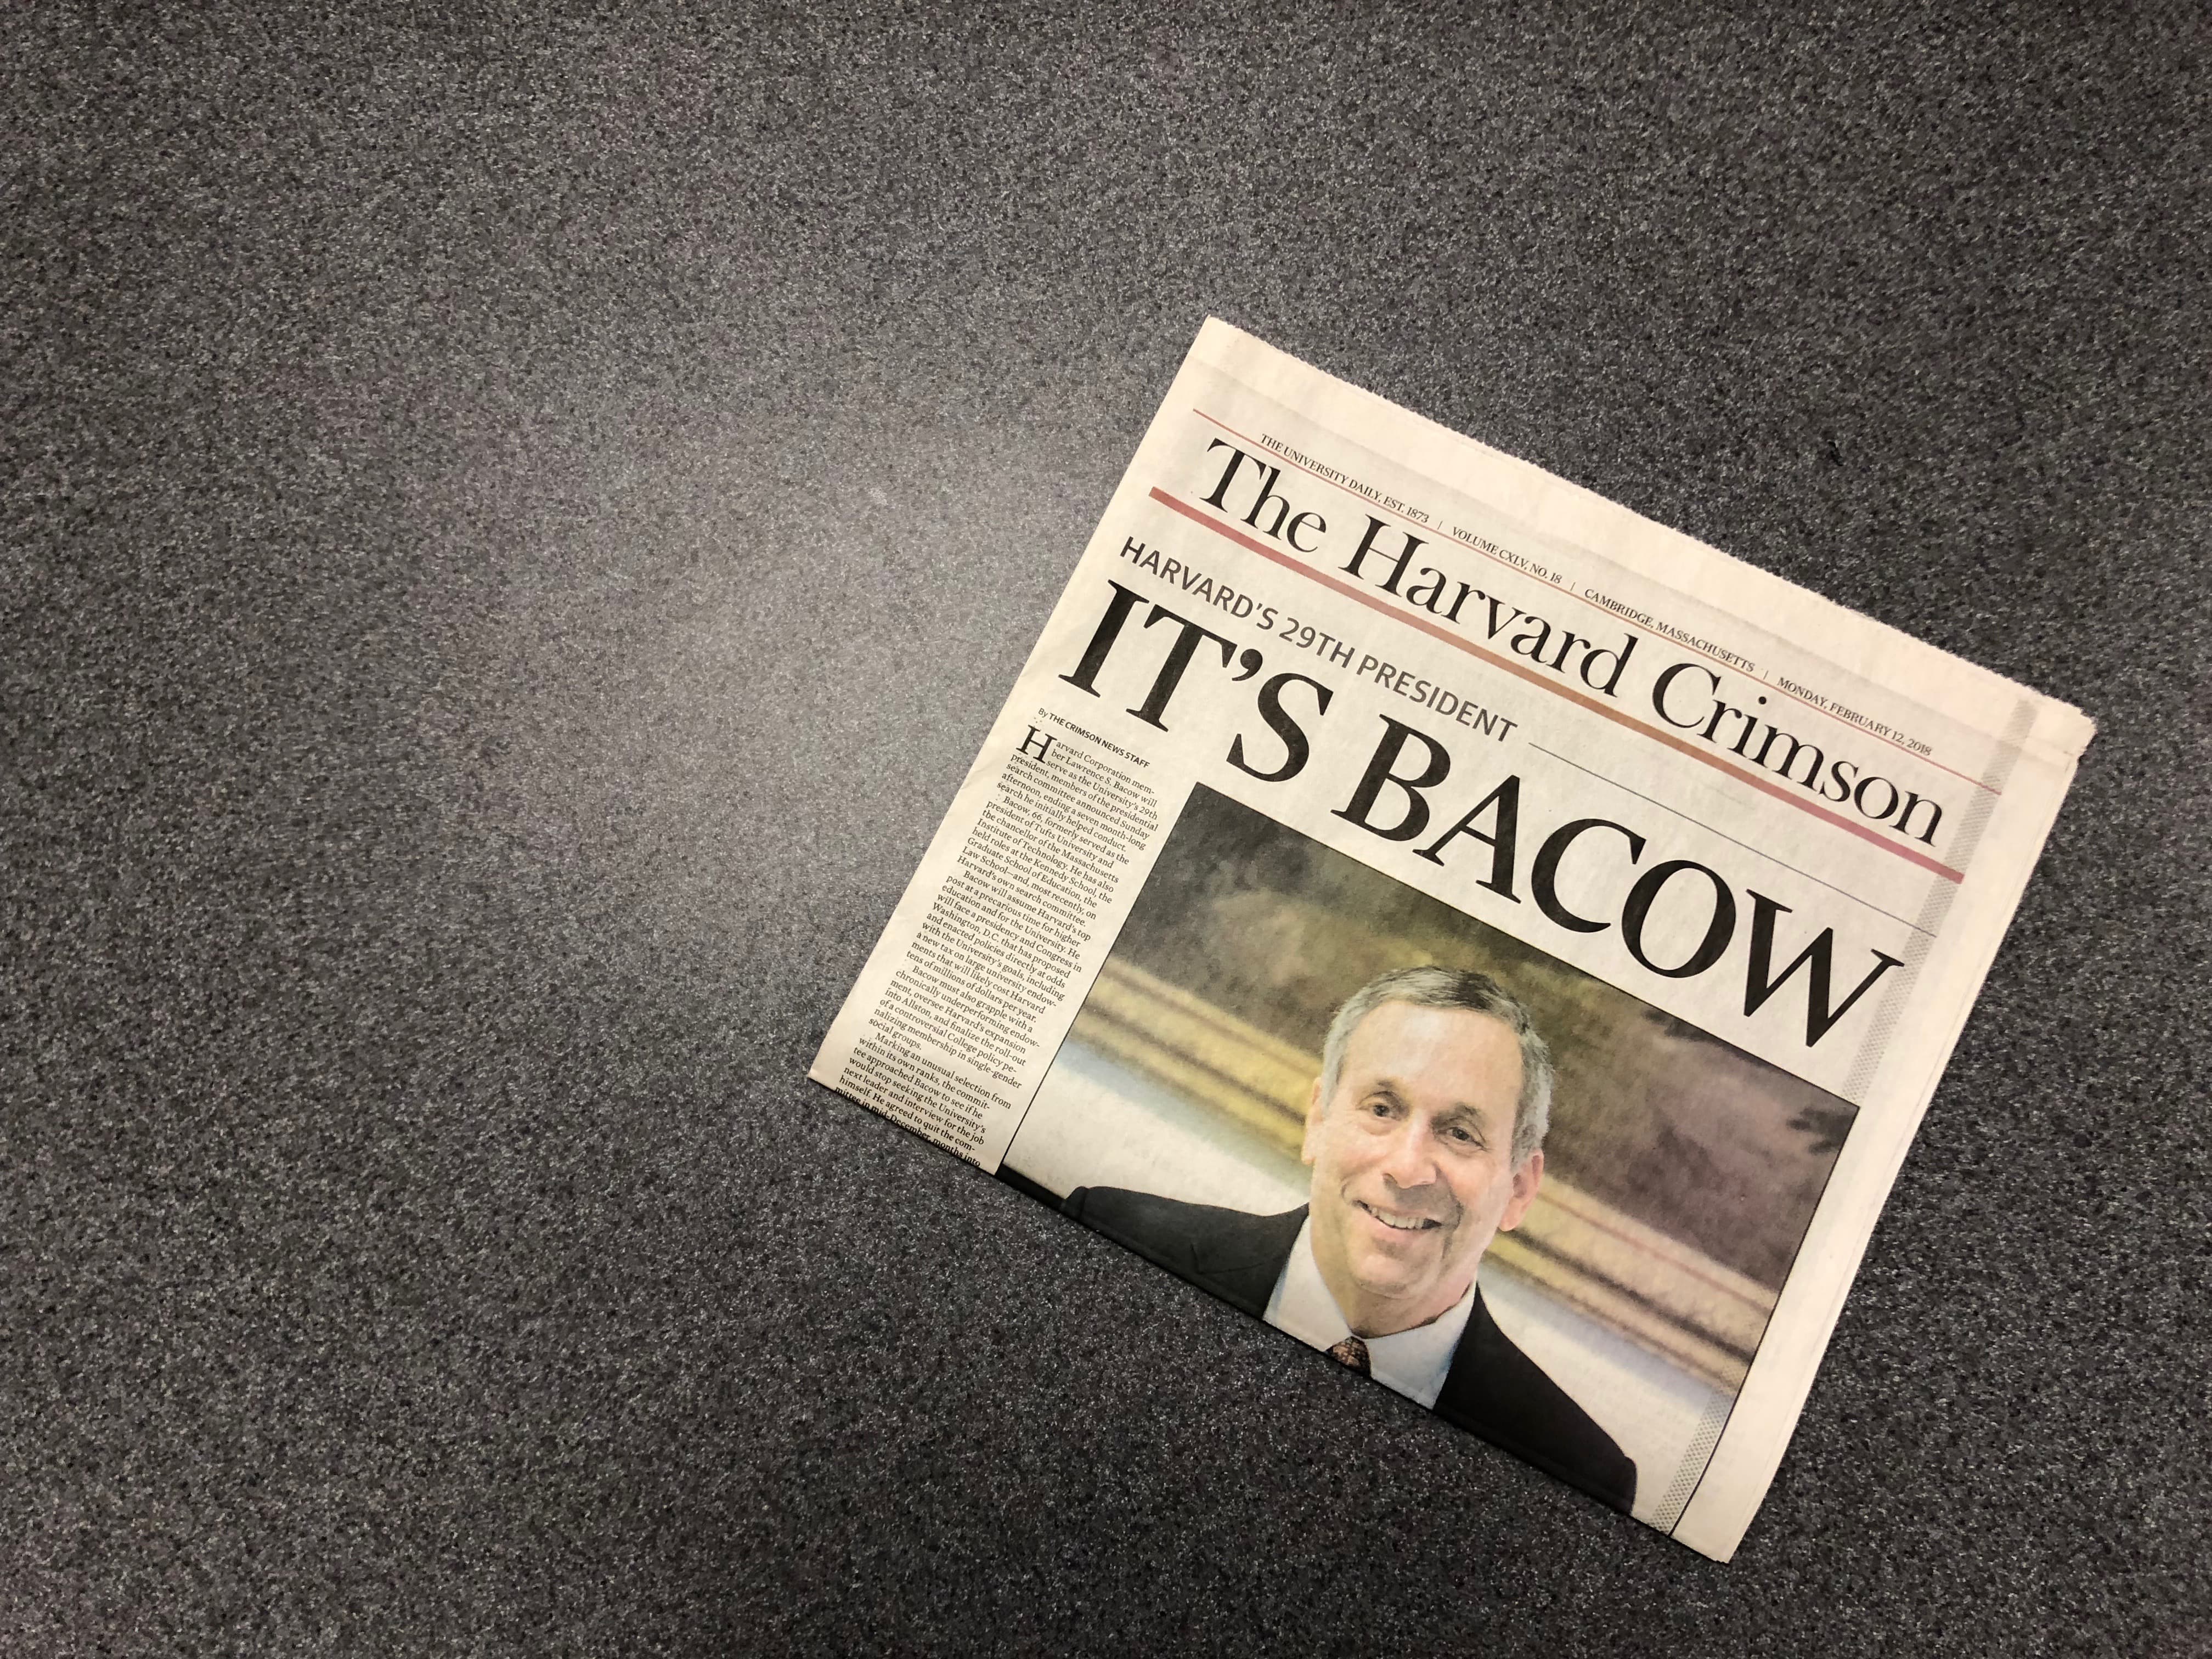 THE UNIVERSITY DAILY, EST. 1873 | VOLUME CXLV, NO. 18 | CAMBRIDGE, MASSACHUSETTS | MONDAY, FEBRUARY 12, 2018
The Harvard Crimson
HARVARD'S 29TH PRESIDENT
IT'S BACOW
By THE CRIMSON NEWS STAFF
Harvard Corporation mem-
ber Lawrence S. Bacow will
serve as the University's 29th
president, members of the presidential
search committee announced Sunday
afternoon, ending a seven month-long
search he initially helped conduct.
Bacow, 66, formerly served as the
president of Tufts University and
the chancellor of the Massachusetts
Institute of Technology. He has also
held roles at the Kennedy School, the
Graduate School of Education, the
Law School—and, most recently, on
Harvard's own search committee.
Bacow will assume Harvard's top
post at a precarious time for higher
education and for the University. He
will face a presidency and Congress in
Washington, D.C. that has proposed
and enacted policies directly at odds
with the University's goals, including
a new tax on large university endow-
ments that will likely cost Harvard
tens of millions of dollars per year.
Bacow must also grapple with a
chronically underperforming endow-
ment, oversee Harvard's expansion
into Allston, and finalize the roll-out
of a controversial College policy pe-
nalizing membership in single-gender
social groups.
Marking an unusual selection from
within its own ranks, the commit-
tee approached Bacow to see if he
would stop seeking the University's
next leader and interview for the job
himself. He agreed to quit the com-
mittee in mid-December, months into